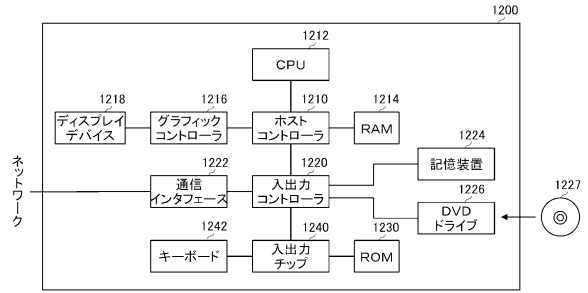 1200
1212
CPU
1218
ディスプレイ
デバイス
1216
グラフィック
コントローラ
1210
ホスト
コントローラ
1214
RAM
1224
記憶装置
ネットワーク
1222
通信
インタフェース
1220
入出力
コントローラ
1226
DVD
ドライブ
1227
1242
キーボード
1240
入出力
チップ
1230
ROM